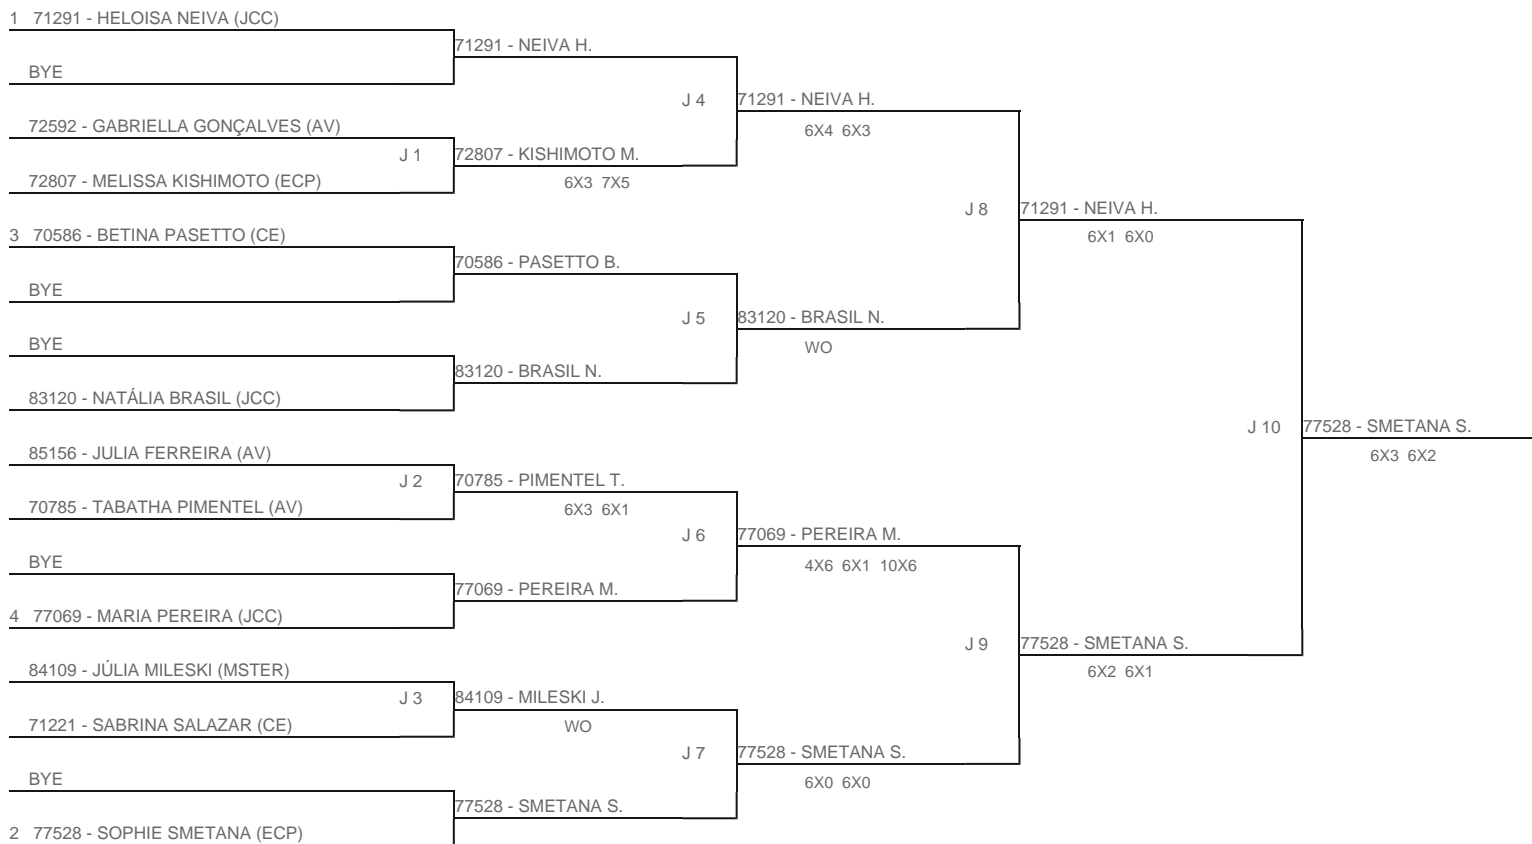 1 71291 - HELOISA NEIVA (JCC)
71291 - NEIVA H.
BYE
J 4 71291 - NEIVA H.
72592 - GABRIELLA GONÇALVES (AV)
6X4 6X3
J 1 72807 - KISHIMOTO M.
72807 - MELISSA KISHIMOTO (ECP)
6X3 7X5
J 8 71291 - NEIVA H.
3 70586 - BETINA PASETTO (CE)
6X1 6X0
70586 - PASETTO B.
BYE
J 5 83120 - BRASIL N.
BYE
WO
83120 - BRASIL N.
83120 - NATÁLIA BRASIL (JCC)
J 10 77528 - SMETANA S.
85156 - JULIA FERREIRA (AV)
6X3 6X2
J 2 70785 - PIMENTEL T.
70785 - TABATHA PIMENTEL (AV)
6X3 6X1
J 6 77069 - PEREIRA M.
BYE
4X6 6X1 10X6
77069 - PEREIRA M.
4 77069 - MARIA PEREIRA (JCC)
J 9 77528 - SMETANA S.
84109 - JÚLIA MILESKI (MSTER)
6X2 6X1
J 3 84109 - MILESKI J.
71221 - SABRINA SALAZAR (CE)
WO
J 7 77528 - SMETANA S.
BYE
6X0 6X0
77528 - SMETANA S.
2 77528 - SOPHIE SMETANA (ECP)